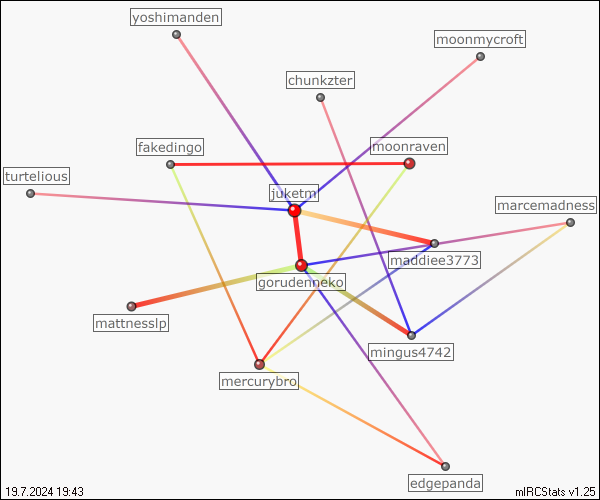 yoshimanden
moonmycroft
chunkzter
fakedingo
moonraven
turtelious
juketm
marcemadness
maddiee3773
gorudenneko
mattnesslp
mingus4742
mercurybro
edgepanda
19.7.2024 19:43
mIRCStats v1.25